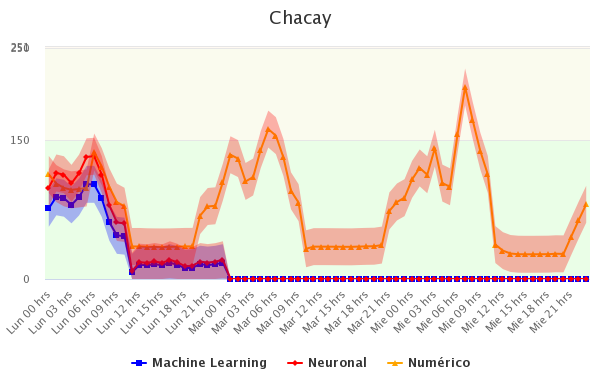 Chacay
250
150
0
Lun 00 hrs
Lun 03 hrs
Lun 06 hrs
Lun 09 hrs
Lun 12 hrs
Lun 15 hrs
Lun 18 hrs
Lun 21 hrs
Mar 00 hrs
Mar 03 hrs
Mar 06 hrs
Mar 09 hrs
Mar 12 hrs
Mar 15 hrs
Mar 18 hrs
Mar 21 hrs
Mie 00 hrs
Mie 03 hrs
Mie 06 hrs
Mie 09 hrs
Mie 12 hrs
Mie 15 hrs
Mie 18 hrs
Mie 21 hrs
Machine Learning
Neuronal
Numérico